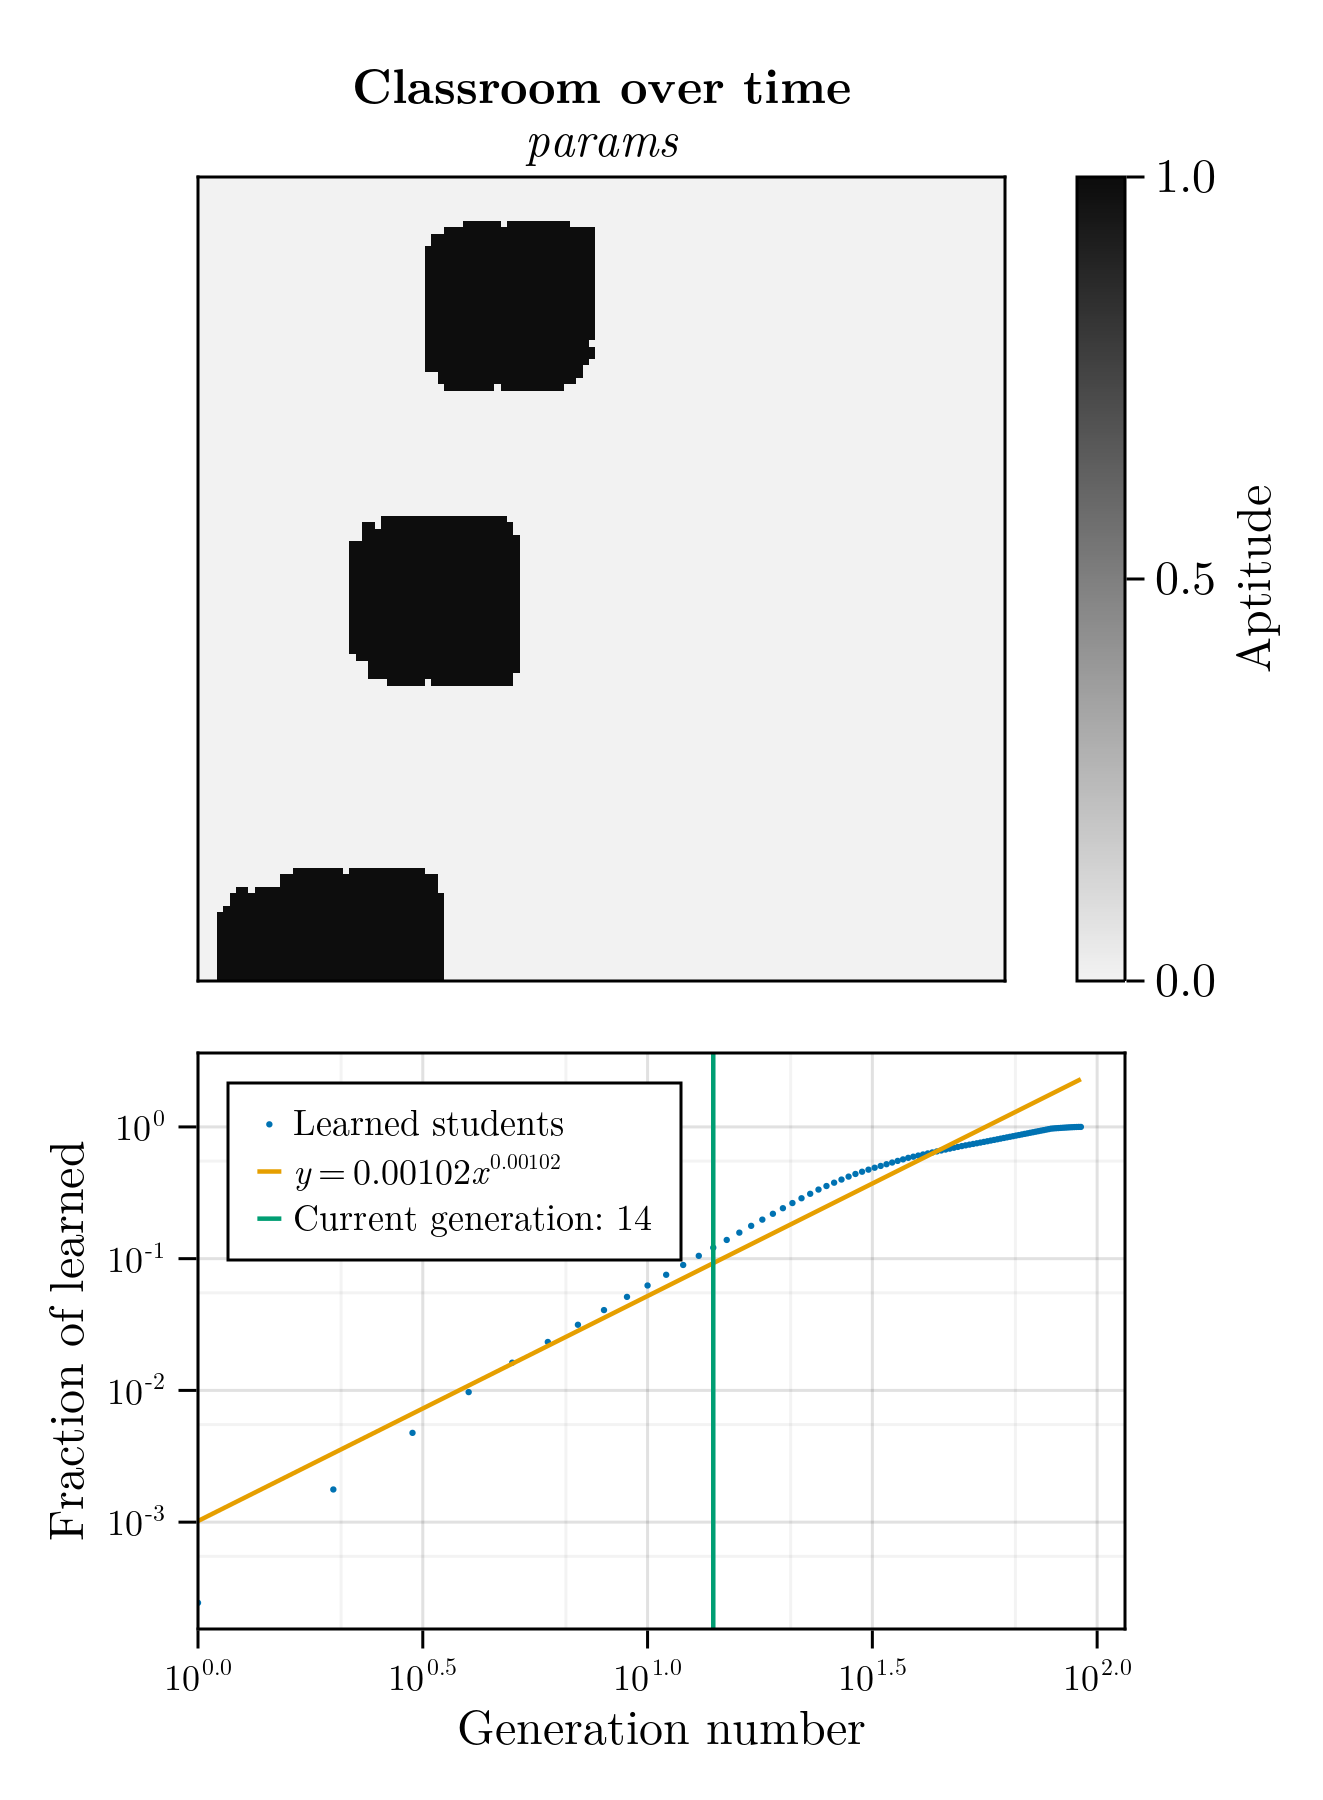 Classroom over time
params
1.0
0.5
0.0
Aptitude
Learned students
y = 0.00102x^0.00102
Current generation: 14
10^0
10^-1
10^-2
10^-3
Fraction of learned
10^0.0 10^0.5 10^1.0 10^1.5 10^2.0
Generation number